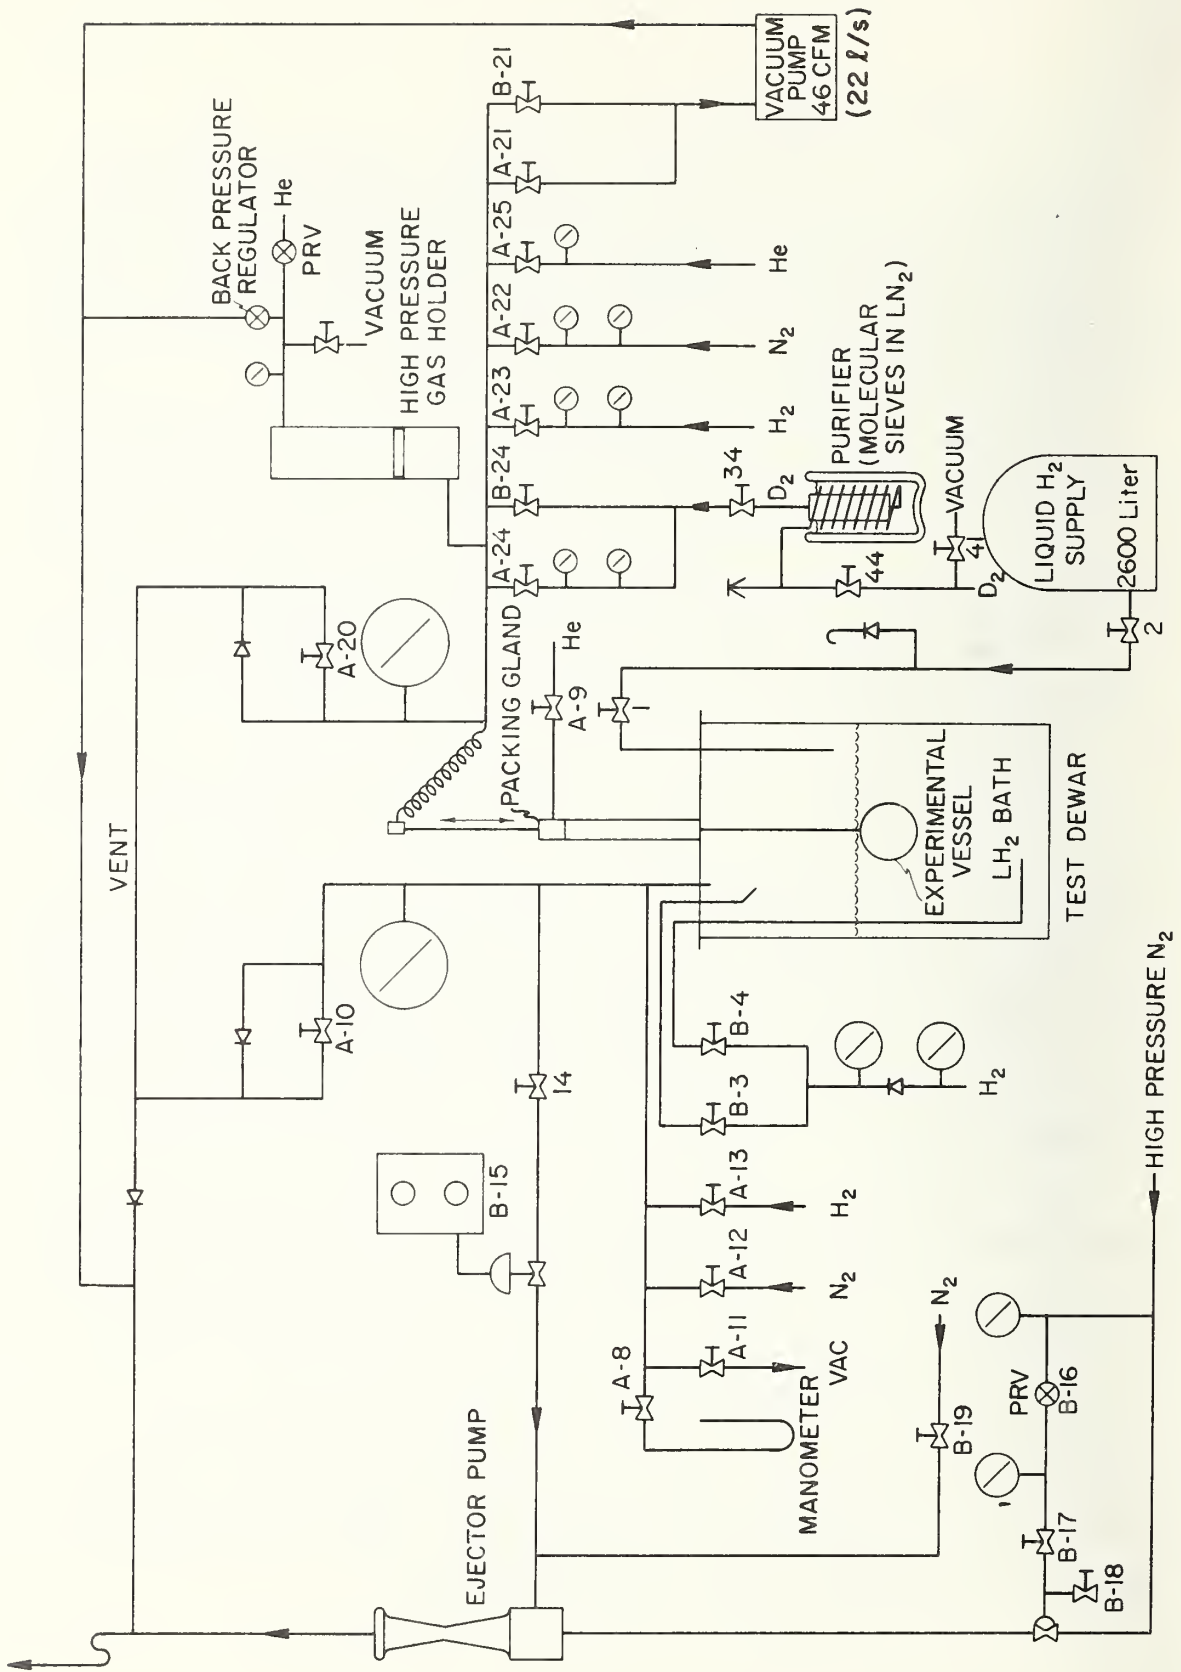 VENT
BACK PRESSURE
REGULATOR
He
PRV
VACUUM
HIGH PRESSURE
GAS HOLDER
B-21
A-21
A-25
A-22
A-23
B-24
A-24
He
N₂
H₂
VACUUM
PUMP
46 CFM
(22 ℓ/s)
A-20
PACKING GLAND
He
A-9
34
D₂
PURIFIER
(MOLECULAR
SIEVES IN LN₂)
44
VACUUM
41
D₂
LIQUID H₂
SUPPLY
2600 Liter
2
1
EXPERIMENTAL
VESSEL
LH₂ BATH
TEST DEWAR
A-10
14
B-15
B-4
B-3
H₂
A-13
H₂
A-12
N₂
A-11
VAC
A-8
MANOMETER
EJECTOR PUMP
N₂
B-19
HIGH PRESSURE N₂
PRV
B-16
B-17
B-18